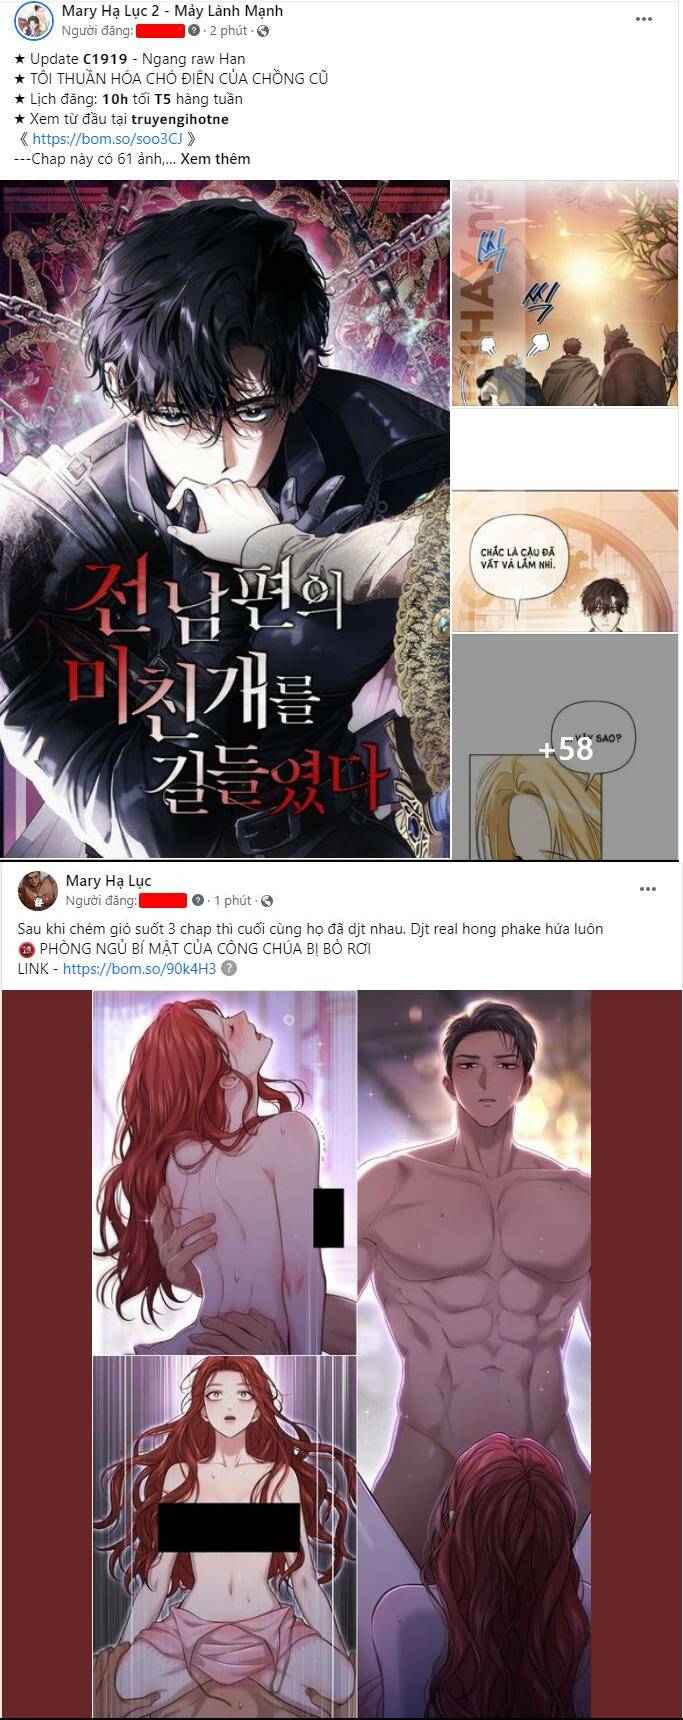 Mary Hạ Lục 2 - Mảy Lành Mạnh
Người đăng:
? · 2 phút ·
★ Update C1919 - Ngang raw Han
★ TÔI THUẦN HÓA CHÓ ĐIÊN CỦA CHỒNG CŨ
★ Lịch đăng: 10h tối T5 hàng tuần
★ Xem từ đầu tại truyengihotne
《 https://bom.so/soo3CJ 》
---Chap này có 61 ảnh,... Xem thêm
전 남편의
미친개를
길들였다
씩
씩
CHẮC LÀ CẬU ĐÃ
VẤT VẢ LẮM NHỈ.
VẬY SAO?
+58
Mary Hạ Lục
Người đăng:
? · 1 phút ·
Sau khi chém gió suốt 3 chap thì cuối cùng họ đã djt nhau. Djt real hong phake hứa luôn
🔞 PHÒNG NGỦ BÍ MẬT CỦA CÔNG CHÚA BỊ BỎ RƠI
LINK - https://bom.so/90k4H3 ?